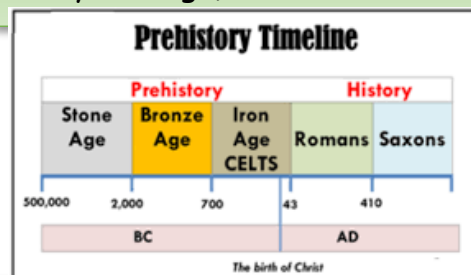 Prehistory Timeline
Prehistory History
Stone Age
Bronze Age
Iron Age CELTS
Romans
Saxons
500,000 2,000 700 43 410
BC AD
The birth of Christ